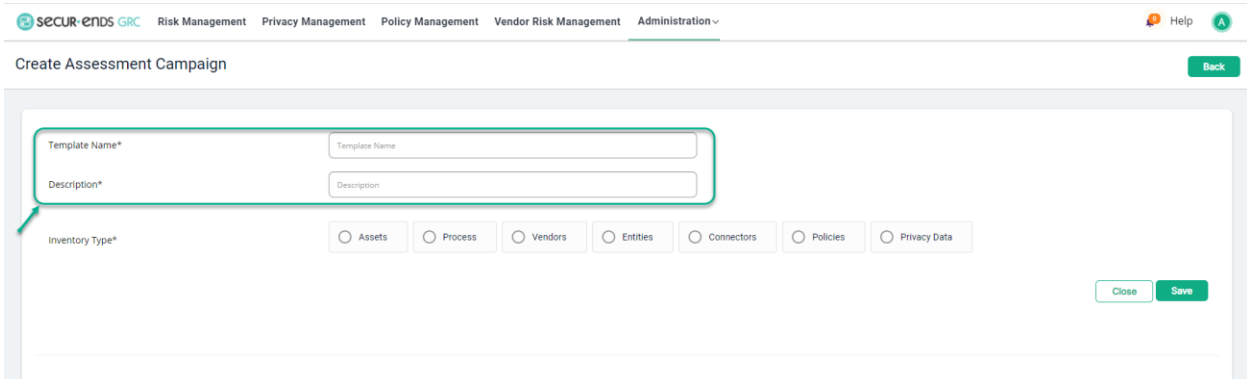 SECUR·ENDS GRC Risk Management Privacy Management Policy Management Vendor Risk Management Administration 0 Help A
Create Assessment Campaign Back
Template Name* Template Name
Description* Description
Inventory Type* Assets Process Vendors Entities Connectors Policies Privacy Data
Close Save